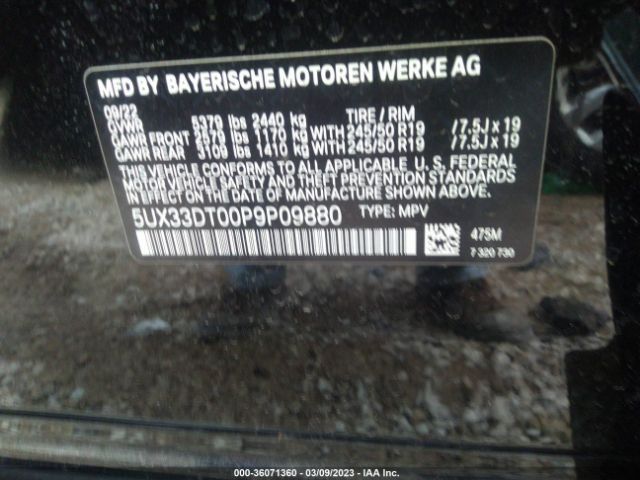 MFD BY BAYERISCHE MOTOREN WERKE AG
09/22 TIRE / RIM
GVWR 5379 lbs 2440 kg
GAWR FRONT 2579 lbs 1170 kg WITH 245/50 R19 / 7.5J x 19
GAWR REAR 3108 lbs 1410 kg WITH 245/50 R19 / 7.5J x 19
THIS VEHICLE CONFORMS TO ALL APPLICABLE U. S. FEDERAL
MOTOR VEHICLE SAFETY AND THEFT PREVENTION STANDARDS
IN EFFECT ON THE DATE OF MANUFACTURE SHOWN ABOVE.
5UX33DT00P9P09880 TYPE: MPV
475M
7 320 730
000-36071360 | 03/09/2023 - IAA Inc.